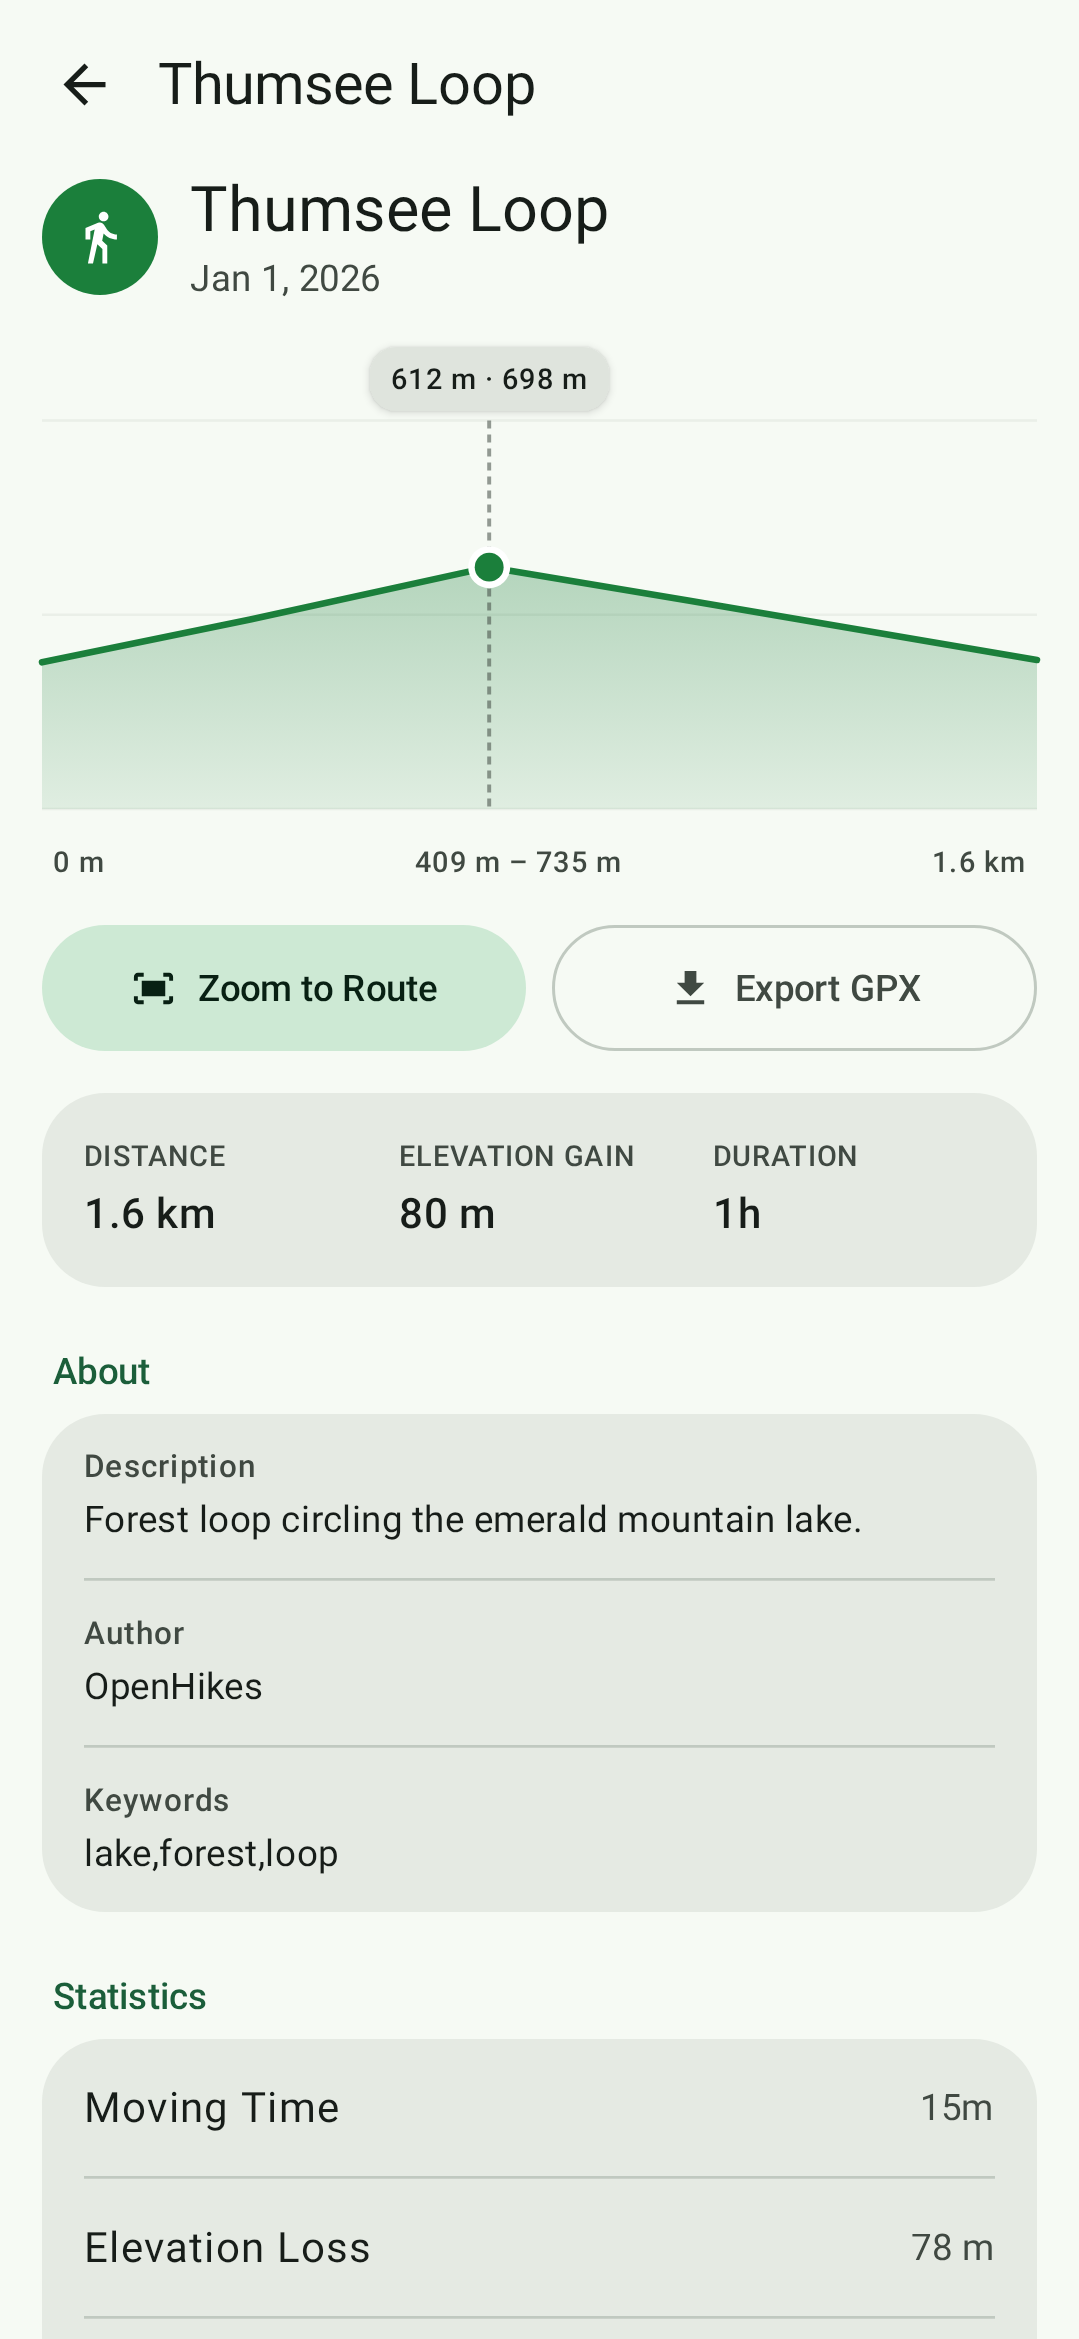 Thumsee Loop
Thumsee Loop
Jan 1, 2026
612 m · 698 m
0 m
409 m – 735 m
1.6 km
Zoom to Route
Export GPX
DISTANCE
ELEVATION GAIN
DURATION
1.6 km
80 m
1h
About
Description
Forest loop circling the emerald mountain lake.
Author
OpenHikes
Keywords
lake,forest,loop
Statistics
Moving Time
15m
Elevation Loss
78 m